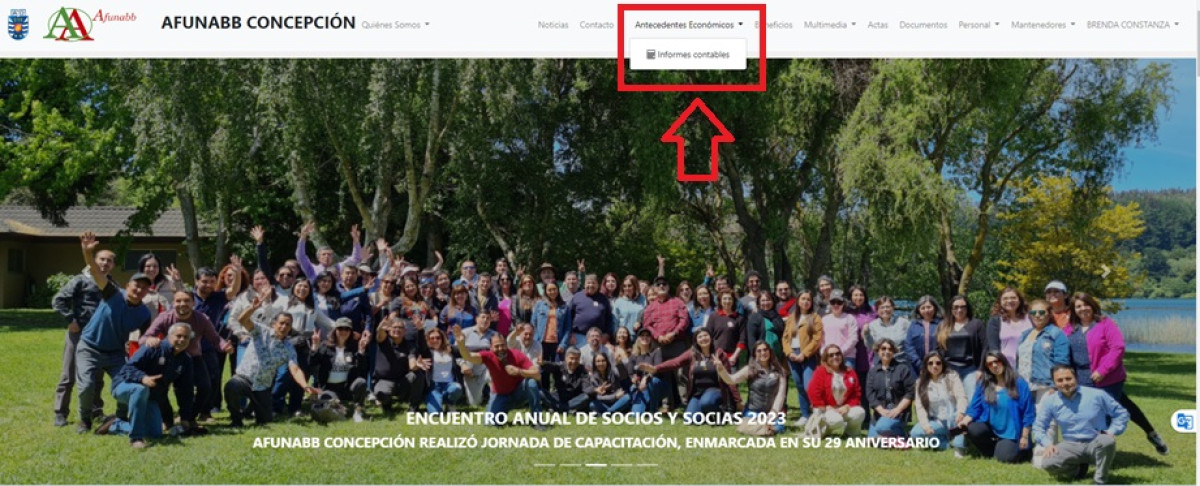 Afunabb
AFUNABB CONCEPCIÓN
Quiénes Somos
Noticias
Contacto
Antecedentes Económicos
Beneficios
Multimedia
Actas
Documentos
Personal
Mantenedores
BRENDA CONSTANZA
Informes contables
ENCUENTRO ANUAL DE SOCIOS Y SOCIAS 2023
AFUNABB CONCEPCIÓN REALIZÓ JORNADA DE CAPACITACIÓN, ENMARCADA EN SU 29 ANIVERSARIO